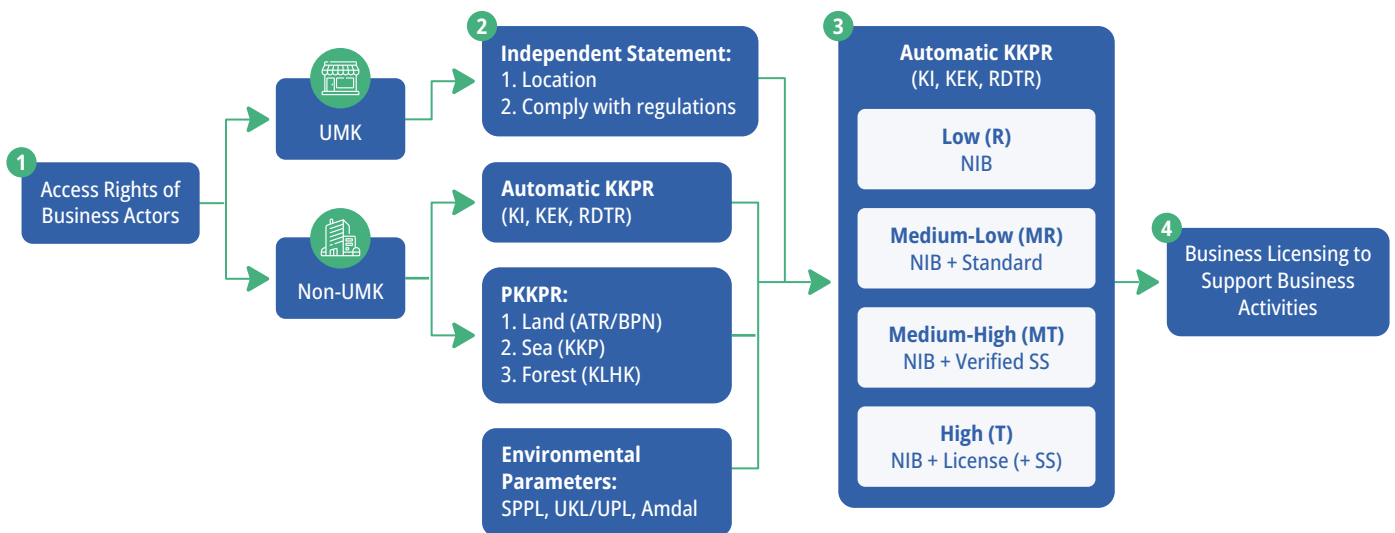 1
Access Rights of
Business Actors
UMK
Non-UMK
2
Independent Statement:
1. Location
2. Comply with regulations
Automatic KKPR
(KI, KEK, RDTR)
PKKPR:
1. Land (ATR/BPN)
2. Sea (KKP)
3. Forest (KLHK)
Environmental
Parameters:
SPPL, UKL/UPL, Amdal
3
Automatic KKPR
(KI, KEK, RDTR)
Low (R)
NIB
Medium-Low (MR)
NIB + Standard
Medium-High (MT)
NIB + Verified SS
High (T)
NIB + License (+ SS)
4
Business Licensing to
Support Business
Activities